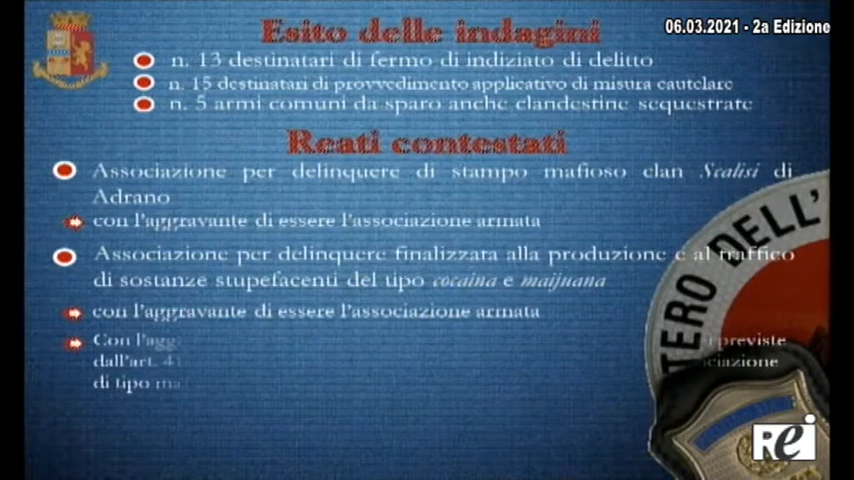 06.03.2021 - 2a Edizione
Esito delle indagini
n. 13 destinatari di fermo di indiziato di delitto
n. 15 destinatari di provvedimento applicativo di misura cautelare
n. 5 armi comuni da sparo anche clandestine sequestrate
Reati contestati
Associazione per delinquere di stampo mafioso clan Scalisi di
Adrano
con l'aggravante di essere l'associazione armata
Associazione per delinquere finalizzata alla produzione e al traffico
di sostanze stupefacenti del tipo cocaina e maijuana
con l'aggravante di essere l'associazione armata
Con l'agg previste
dall'art. 41
di tipo ma
TERO DELL'
REi